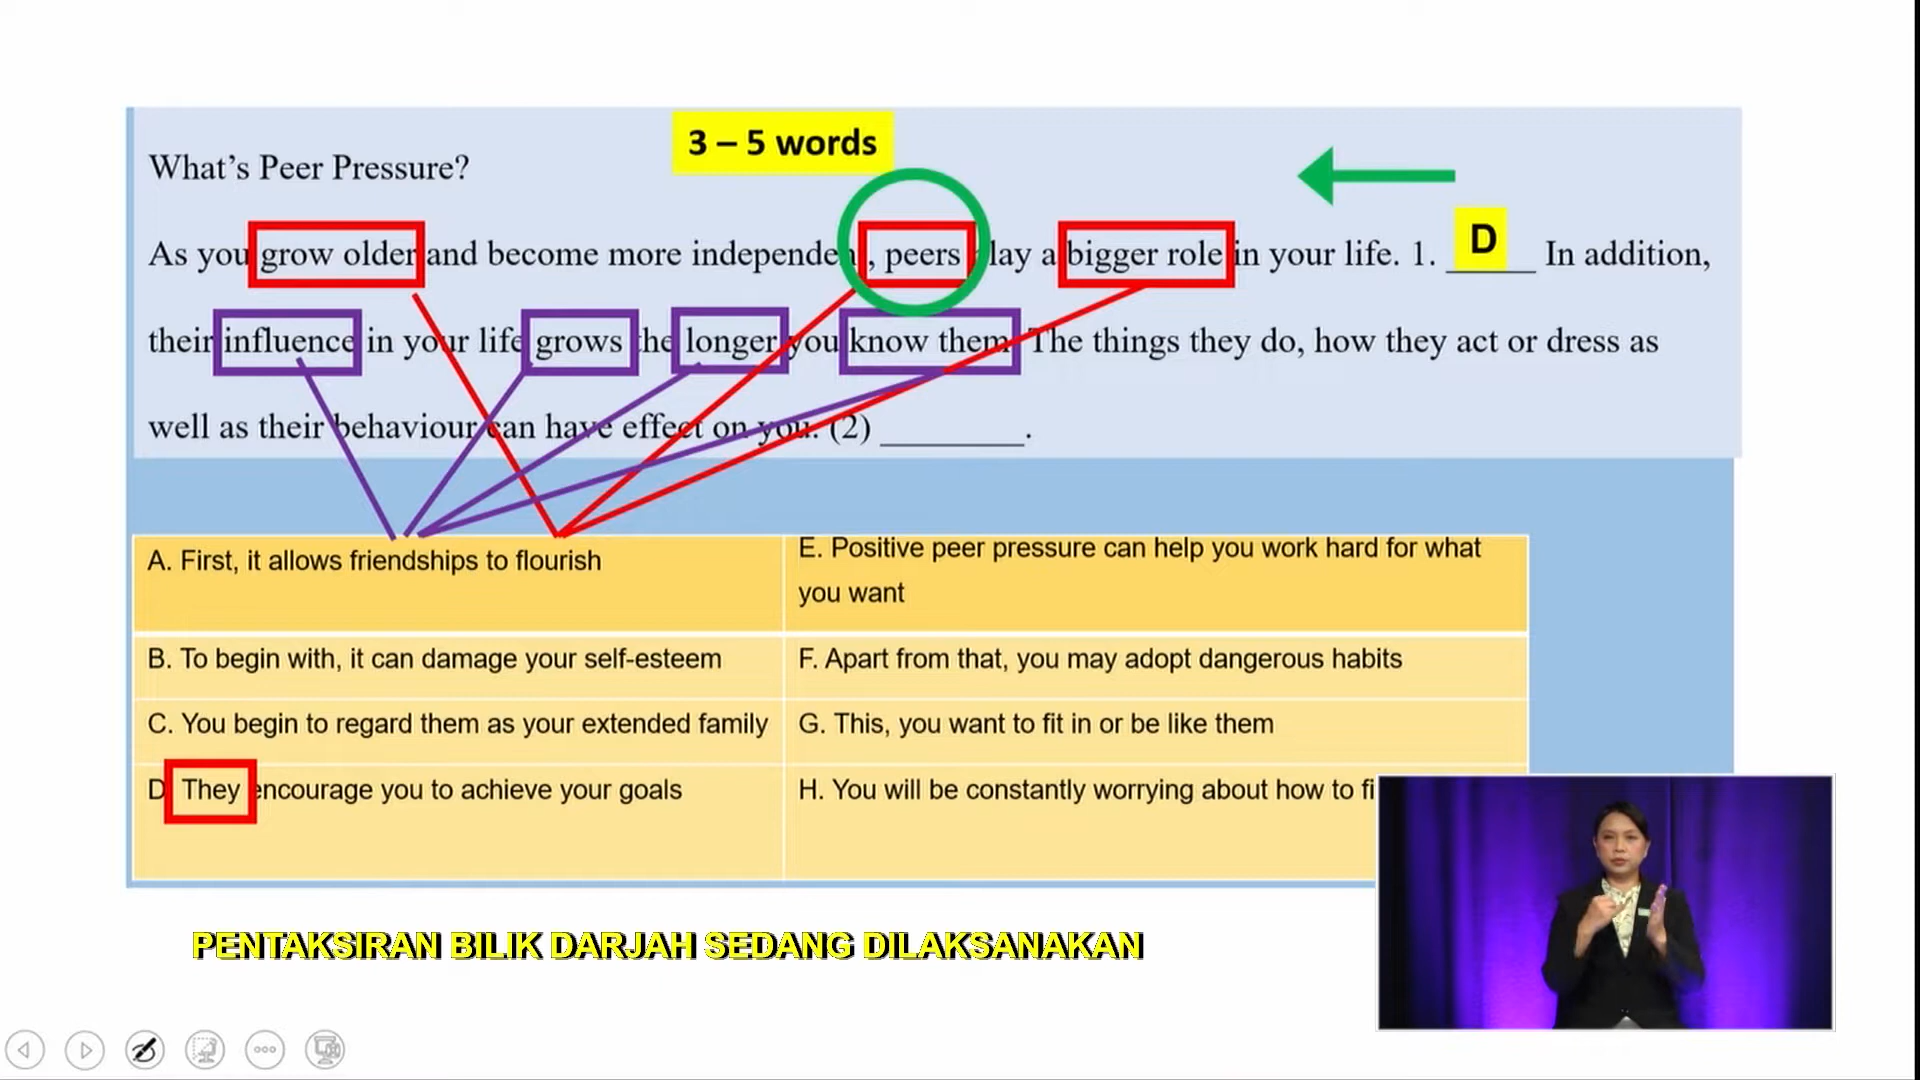 3 – 5 words
What's Peer Pressure?
As you grow older and become more independen , peers lay a bigger role in your life. 1. D In addition,
their influence in your life grows the longer you know them The things they do, how they act or dress as
well as their behaviour can have effect on you. (2) ________.
A. First, it allows friendships to flourish
E. Positive peer pressure can help you work hard for what
you want
B. To begin with, it can damage your self-esteem
F. Apart from that, you may adopt dangerous habits
C. You begin to regard them as your extended family
G. This, you want to fit in or be like them
D They encourage you to achieve your goals
H. You will be constantly worrying about how to fi
PENTAKSIRAN BILIK DARJAH SEDANG DILAKSANAKAN